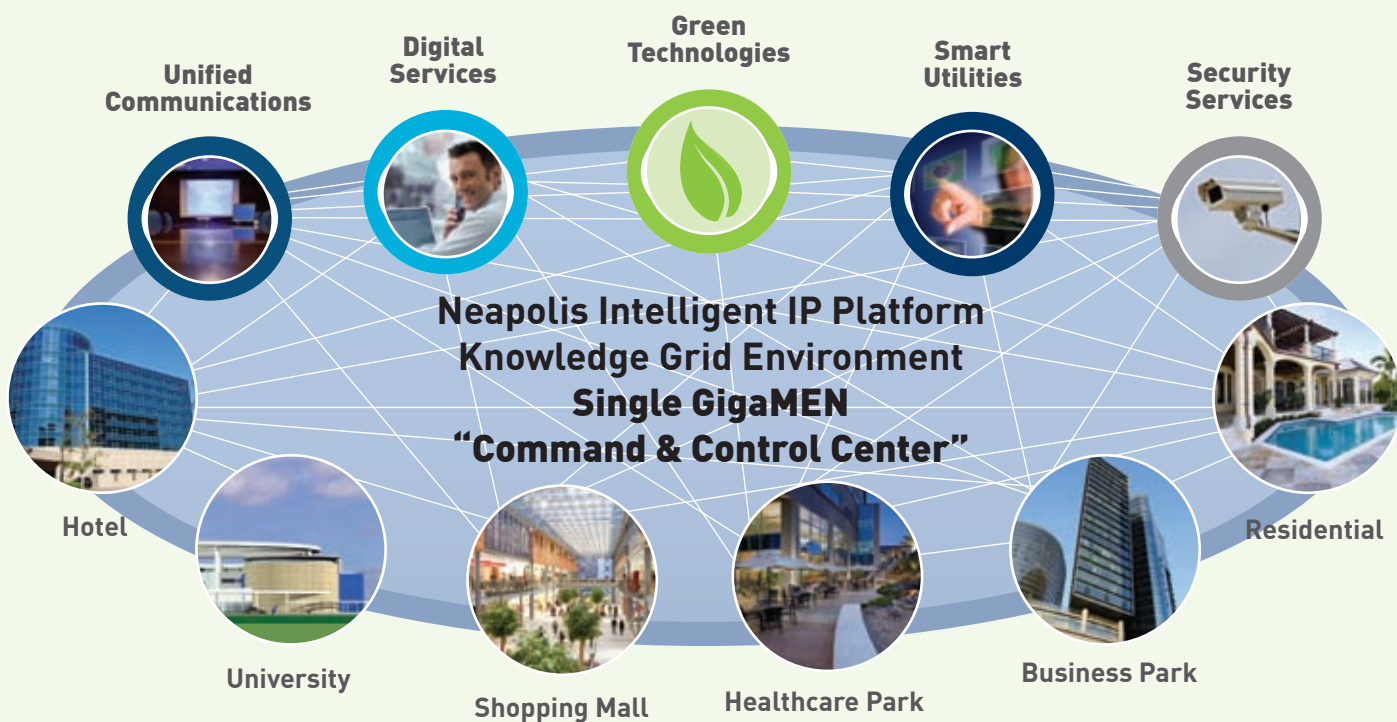 Green
Technologies
Digital
Services
Smart
Utilities
Unified
Communications
Security
Services
Neapolis Intelligent IP Platform
Knowledge Grid Environment
Single GigaMEN
“Command & Control Center”
Hotel
Residential
University
Business Park
Shopping Mall
Healthcare Park